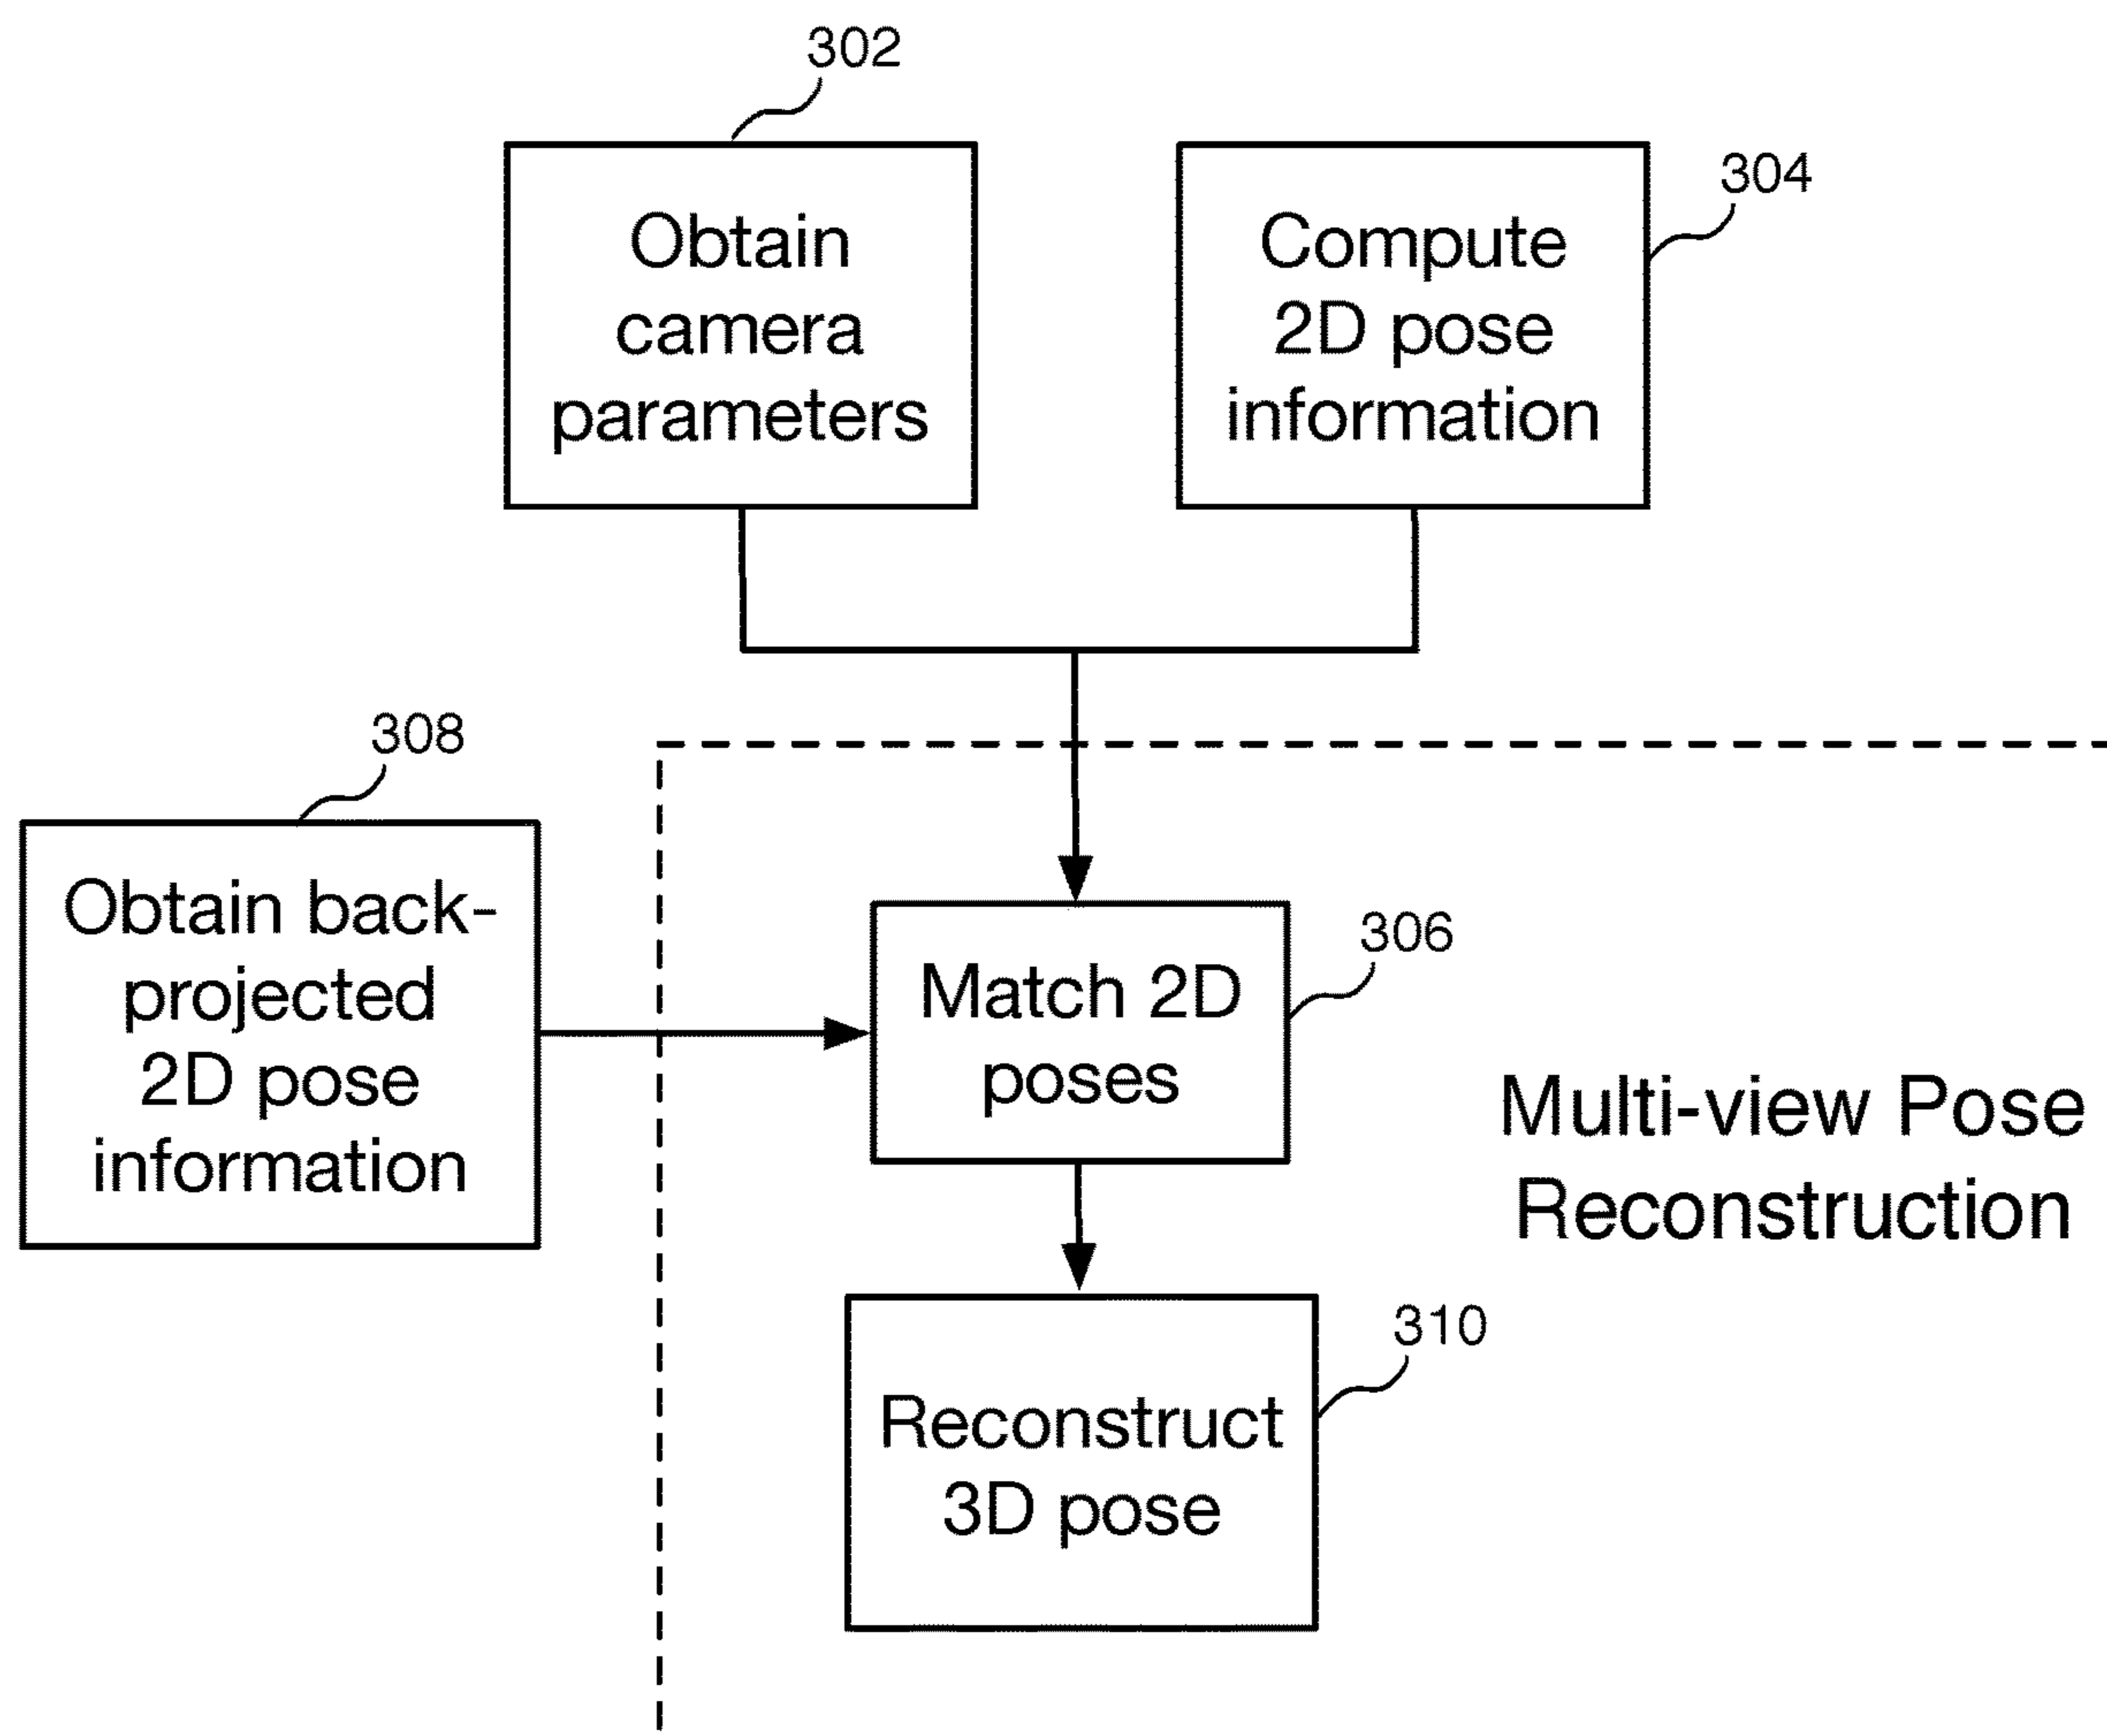 302
Obtain
camera
parameters
304
Compute
2D pose
information
308
Obtain back-
projected
2D pose
information
306
Match 2D
poses
Multi-view Pose
Reconstruction
310
Reconstruct
3D pose